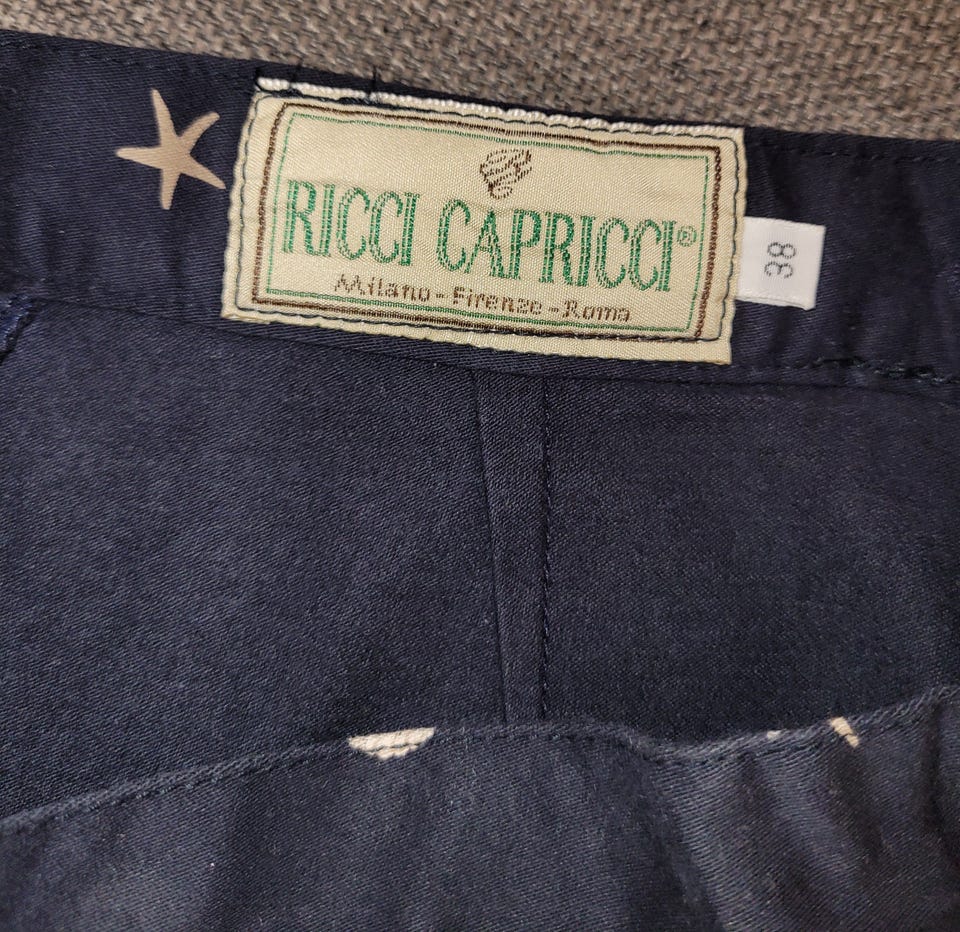 RICCI CAPRICCI®
Milano - Firenze - Roma
38